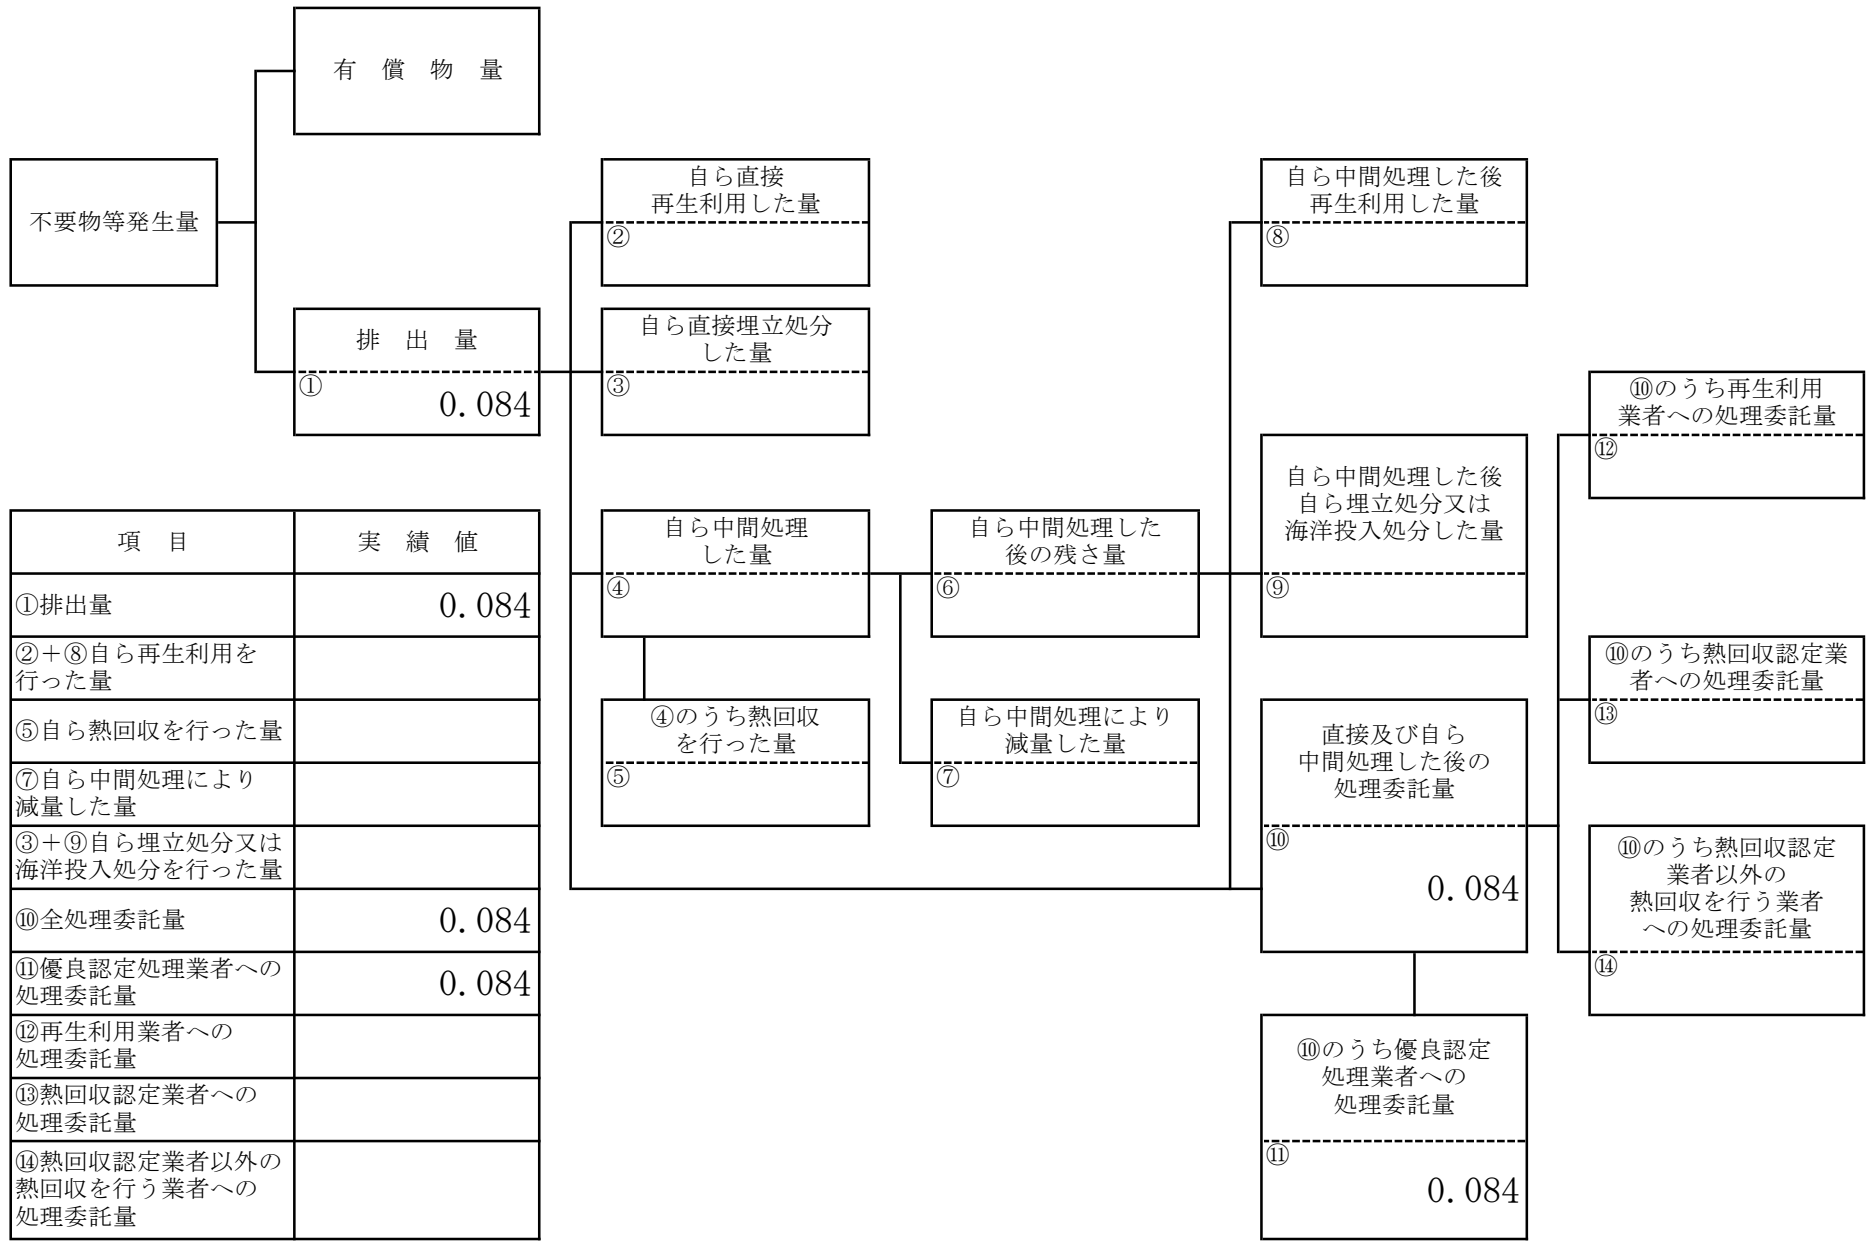 有 償 物 量
不要物等発生量
排 出 量
①
0.084
自ら直接
再生利用した量
②
自ら直接埋立処分
した量
③
自ら中間処理
した量
④
④のうち熱回収
を行った量
⑤
自ら中間処理した
後の残さ量
⑥
自ら中間処理により
減量した量
⑦
自ら中間処理した後
再生利用した量
⑧
自ら中間処理した後
自ら埋立処分又は
海洋投入処分した量
⑨
直接及び自ら
中間処理した後の
処理委託量
⑩
0.084
⑩のうち優良認定
処理業者への
処理委託量
⑪
0.084
⑩のうち再生利用
業者への処理委託量
⑫
⑩のうち熱回収認定業
者への処理委託量
⑬
⑩のうち熱回収認定
業者以外の
熱回収を行う業者
への処理委託量
⑭
項 目 実 績 値
①排出量 0.084
②+⑧自ら再生利用を
行った量
⑤自ら熱回収を行った量
⑦自ら中間処理により
減量した量
③+⑨自ら埋立処分又は
海洋投入処分を行った量
⑩全処理委託量 0.084
⑪優良認定処理業者への
処理委託量 0.084
⑫再生利用業者への
処理委託量
⑬熱回収認定業者への
処理委託量
⑭熱回収認定業者以外の
熱回収を行う業者への
処理委託量